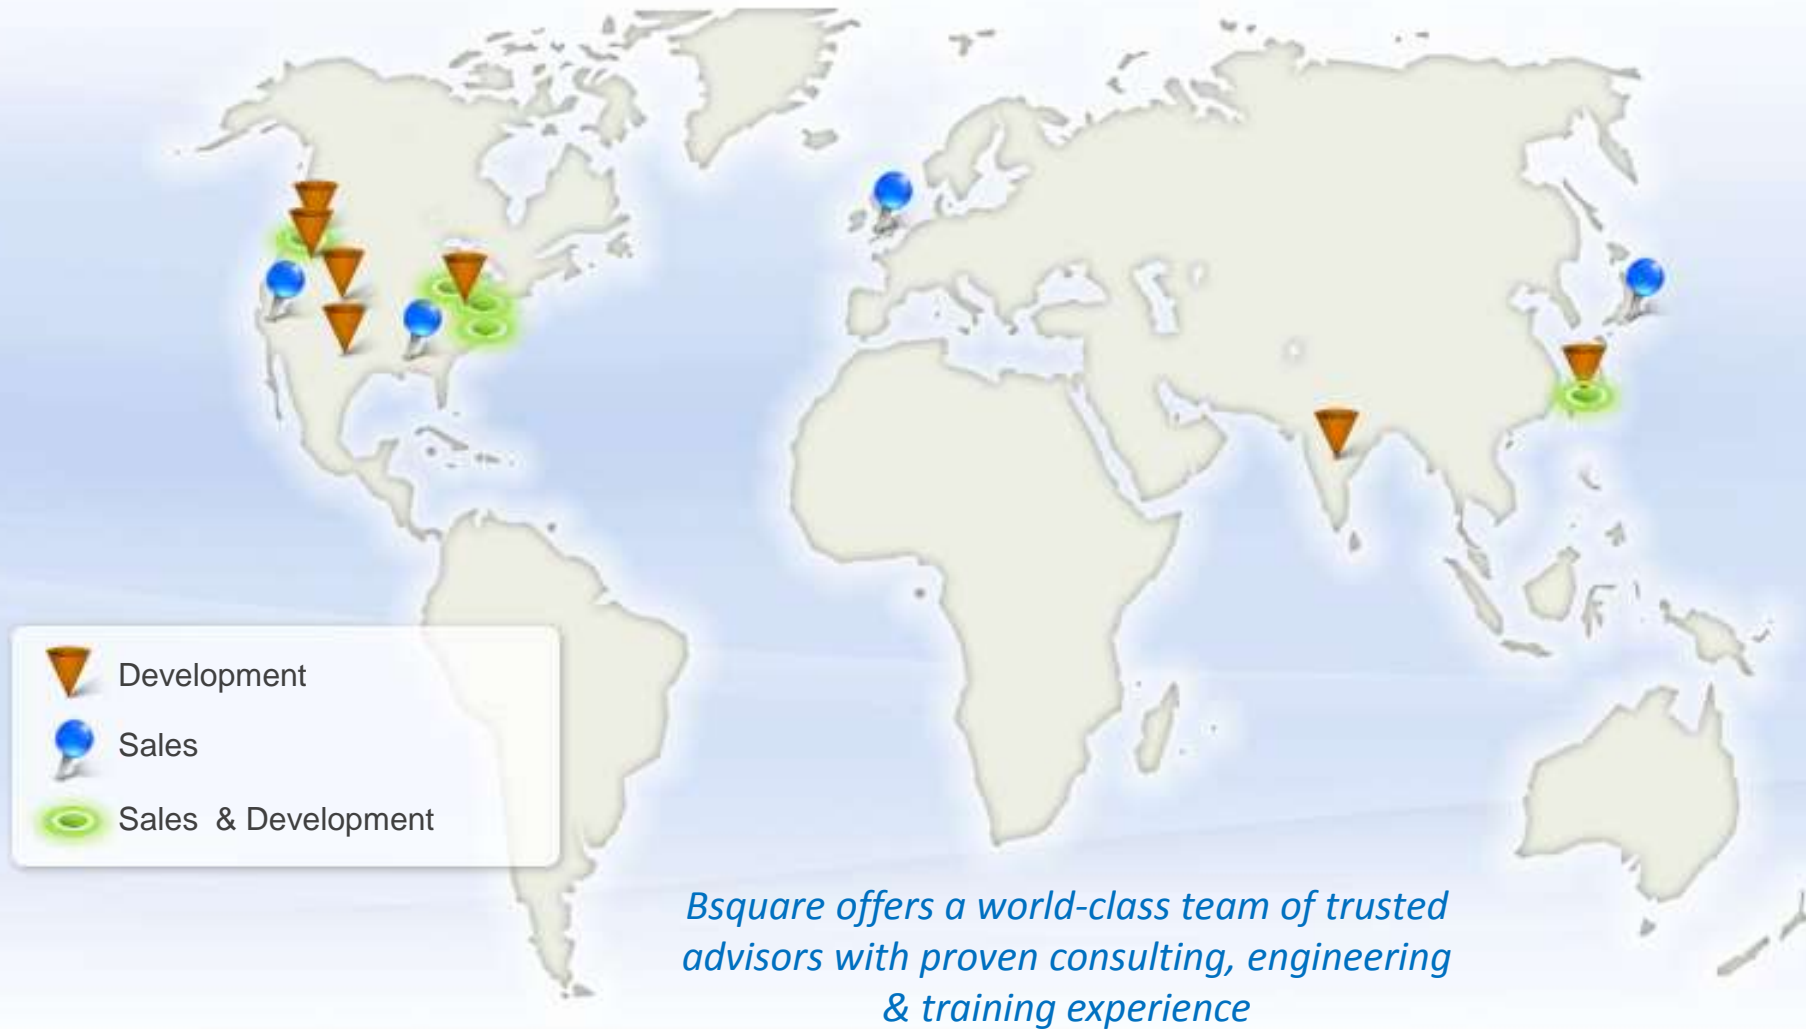 Development
Sales
Sales & Development
Bsquare offers a world-class team of trusted
advisors with proven consulting, engineering
& training experience